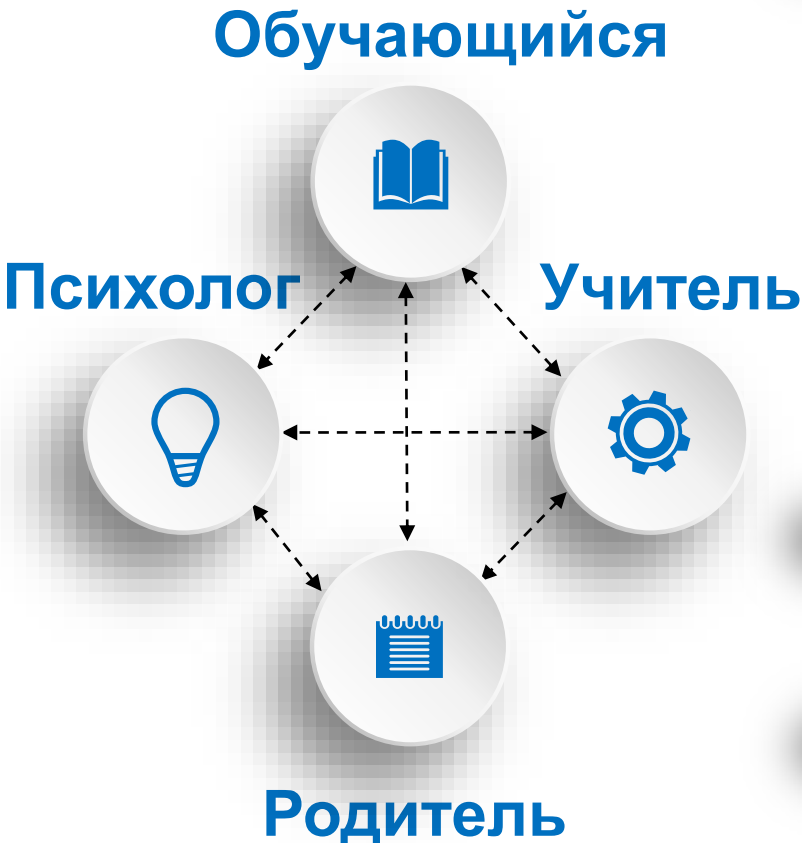 Обучающийся
Психолог
Учитель
Родитель